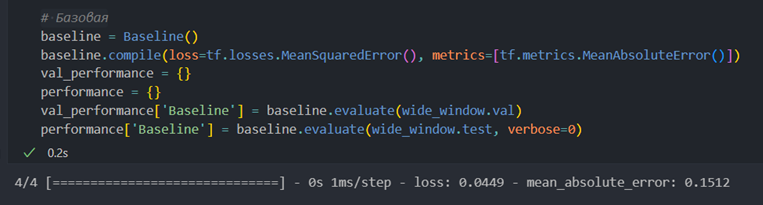 # Базовая
baseline = Baseline()
baseline.compile(loss=tf.losses.MeanSquaredError(), metrics=[tf.metrics.MeanAbsoluteError()])
val_performance = {}
performance = {}
val_performance['Baseline'] = baseline.evaluate(wide_window.val)
performance['Baseline'] = baseline.evaluate(wide_window.test, verbose=0)
✓ 0.2s
4/4 [==============================] - 0s 1ms/step - loss: 0.0449 - mean_absolute_error: 0.1512